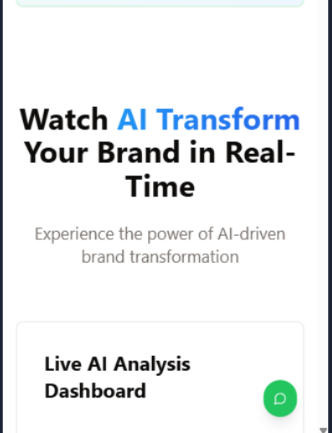 Watch AI Transform
Your Brand in Real-
Time
Experience the power of AI-driven
brand transformation
Live AI Analysis
Dashboard